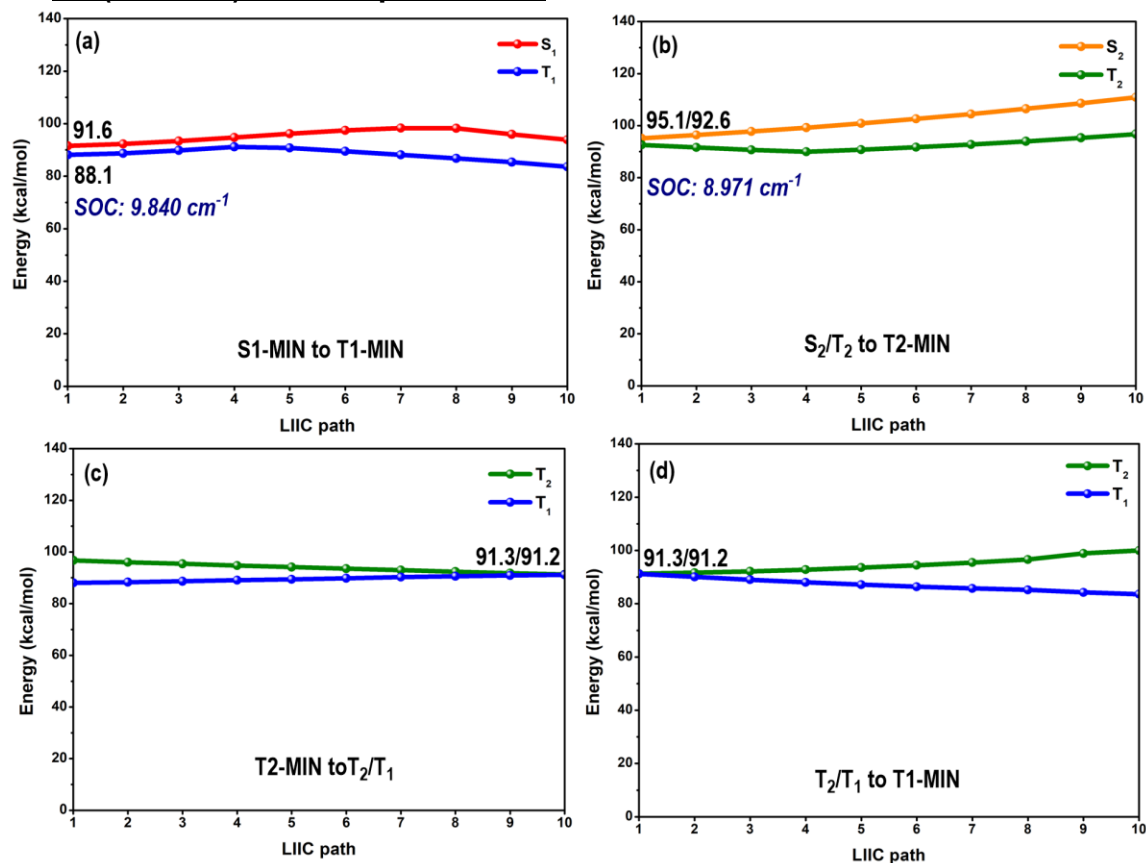 (a)
S₁
T₁
140
120
100
80
60
40
20
0
Energy (kcal/mol)
91.6
88.1
SOC: 9.840 cm⁻¹
S1-MIN to T1-MIN
1 2 3 4 5 6 7 8 9 10
LIIC path
(b)
S₂
T₂
140
120
100
80
60
40
20
0
Energy (kcal/mol)
95.1/92.6
SOC: 8.971 cm⁻¹
S₂/T₂ to T2-MIN
1 2 3 4 5 6 7 8 9 10
LIIC path
(c)
T₂
T₁
140
120
100
80
60
40
20
0
Energy (kcal/mol)
91.3/91.2
T2-MIN toT₂/T₁
1 2 3 4 5 6 7 8 9 10
LIIC path
(d)
T₂
T₁
140
120
100
80
60
40
20
0
Energy (kcal/mol)
91.3/91.2
T₂/T₁ to T1-MIN
1 2 3 4 5 6 7 8 9 10
LIIC path